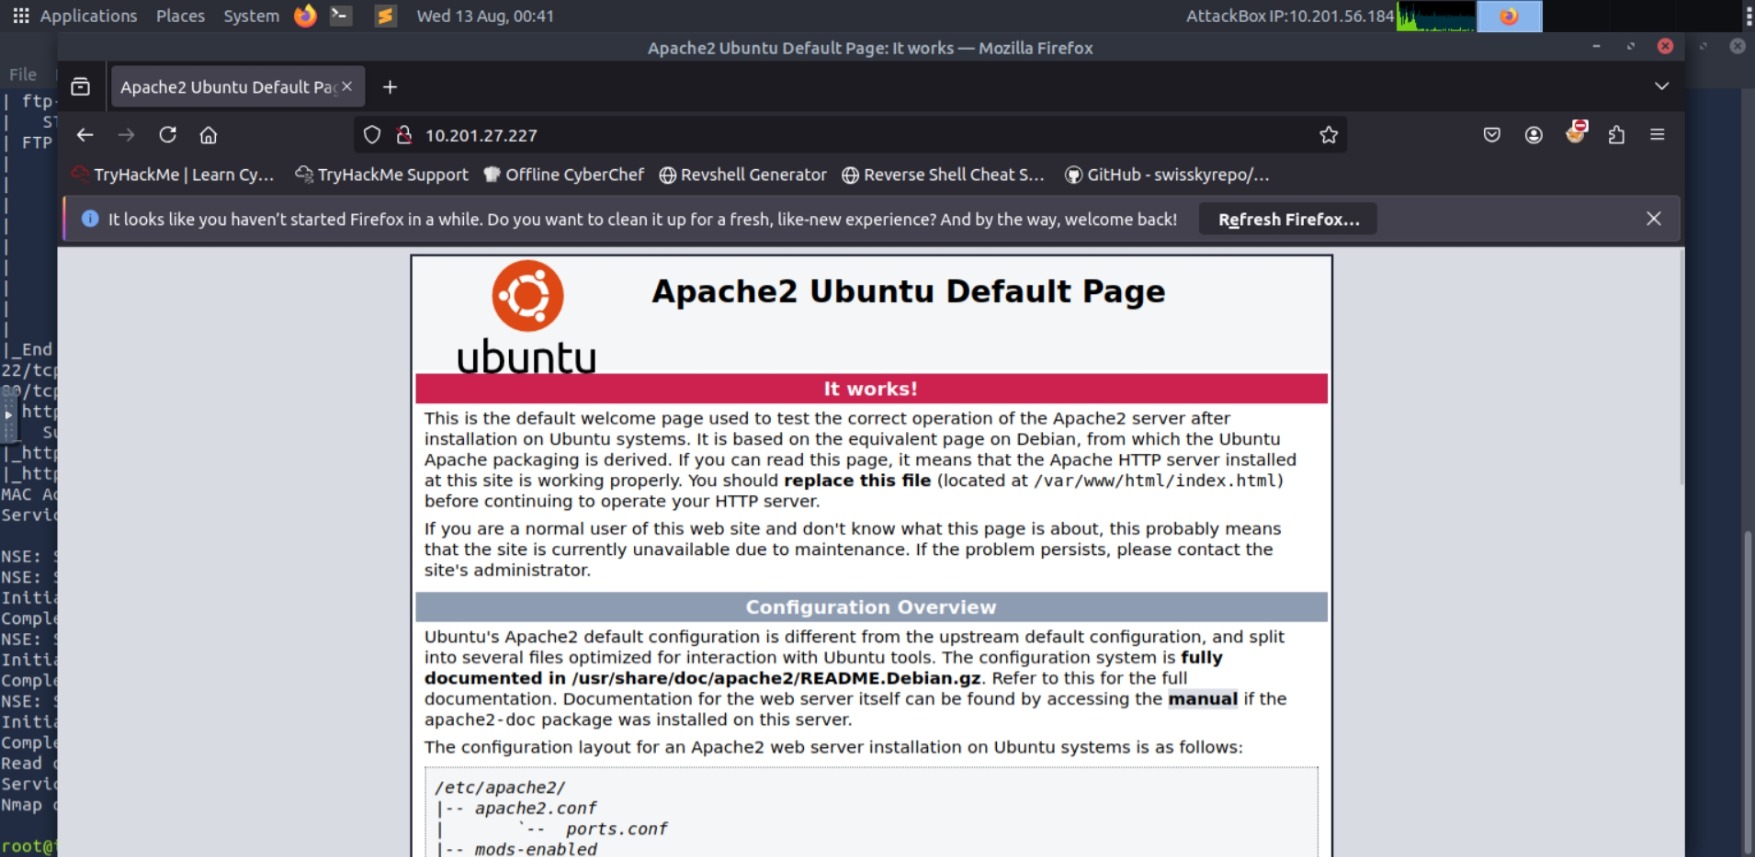 Applications Places System Wed 13 Aug, 00:41 AttackBox IP:10.201.56.184
Apache2 Ubuntu Default Page: It works — Mozilla Firefox
File
Apache2 Ubuntu Default Pag
10.201.27.227
TryHackMe | Learn Cy... TryHackMe Support Offline CyberChef Revshell Generator Reverse Shell Cheat S... GitHub - swisskyrepo/...
It looks like you haven't started Firefox in a while. Do you want to clean it up for a fresh, like-new experience? And by the way, welcome back! Refresh Firefox...
| ftp-
| ST
| FTP
|
|
|
|
|
|
|
|
|
|_End
22/tcp
80/tcp
http
Su
|_http
|_http
MAC Ad
Servic
NSE: S
NSE: S
Initia
Comple
NSE: S
Initia
Comple
NSE: S
Initia
Comple
Read d
Servic
Nmap d
root@i
ubuntu
Apache2 Ubuntu Default Page
It works!
This is the default welcome page used to test the correct operation of the Apache2 server after
installation on Ubuntu systems. It is based on the equivalent page on Debian, from which the Ubuntu
Apache packaging is derived. If you can read this page, it means that the Apache HTTP server installed
at this site is working properly. You should replace this file (located at /var/www/html/index.html)
before continuing to operate your HTTP server.
If you are a normal user of this web site and don't know what this page is about, this probably means
that the site is currently unavailable due to maintenance. If the problem persists, please contact the
site's administrator.
Configuration Overview
Ubuntu's Apache2 default configuration is different from the upstream default configuration, and split
into several files optimized for interaction with Ubuntu tools. The configuration system is fully
documented in /usr/share/doc/apache2/README.Debian.gz. Refer to this for the full
documentation. Documentation for the web server itself can be found by accessing the manual if the
apache2-doc package was installed on this server.
The configuration layout for an Apache2 web server installation on Ubuntu systems is as follows:
/etc/apache2/
|-- apache2.conf
| `-- ports.conf
|-- mods-enabled